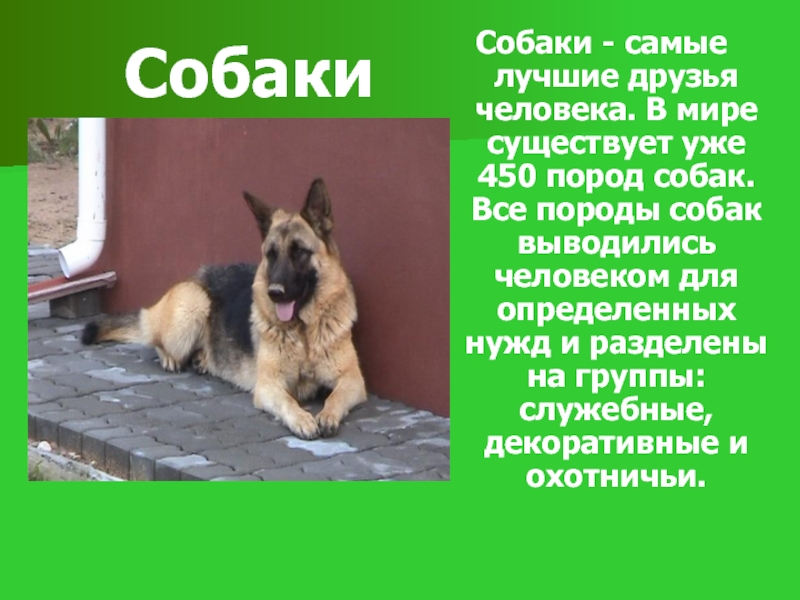 Собаки
Собаки - самые
лучшие друзья
человека. В мире
существует уже
450 пород собак.
Все породы собак
выводились
человеком для
определенных
нужд и разделены
на группы:
служебные,
декоративные и
охотничьи.